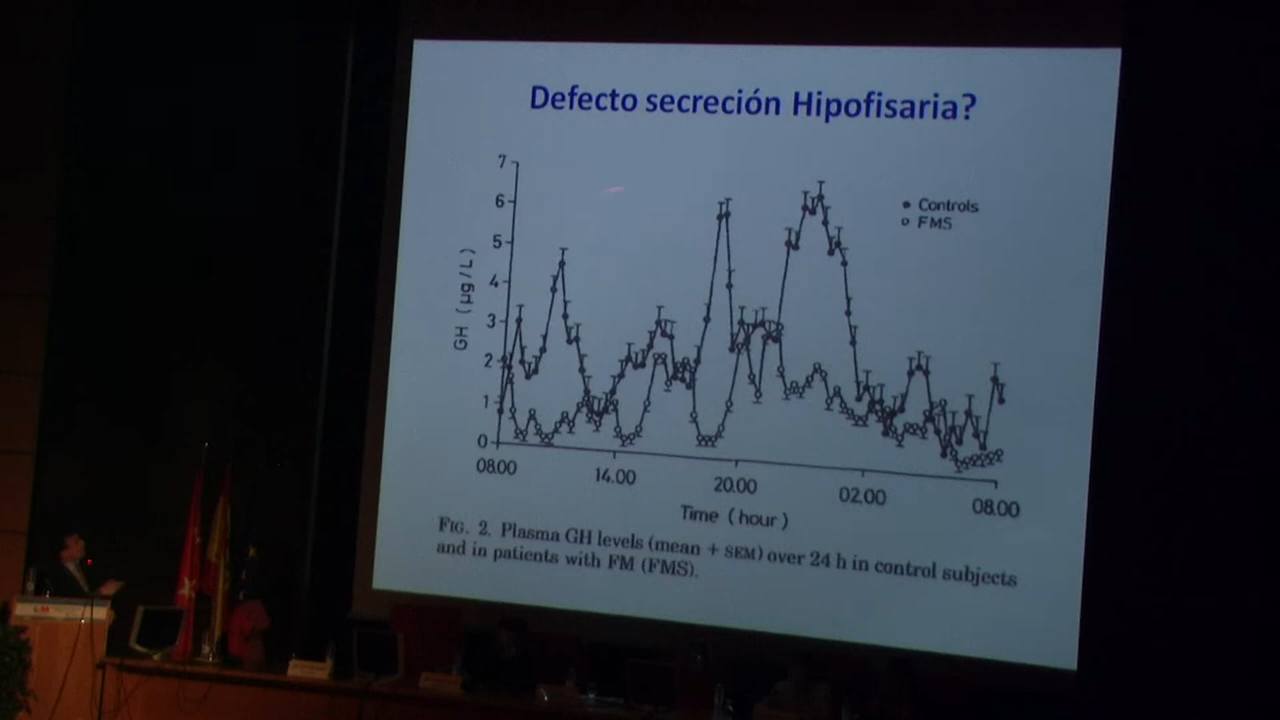 Defecto secreción Hipofisaria?
7
6
5
4
3
2
1
0
GH ( µg / L )
Controls
FMS
08.00
14.00
20.00
02.00
08.00
Time ( hour )
FIG. 2. Plasma GH levels (mean + SEM) over 24 h in control subjects
and in patients with FM (FMS).